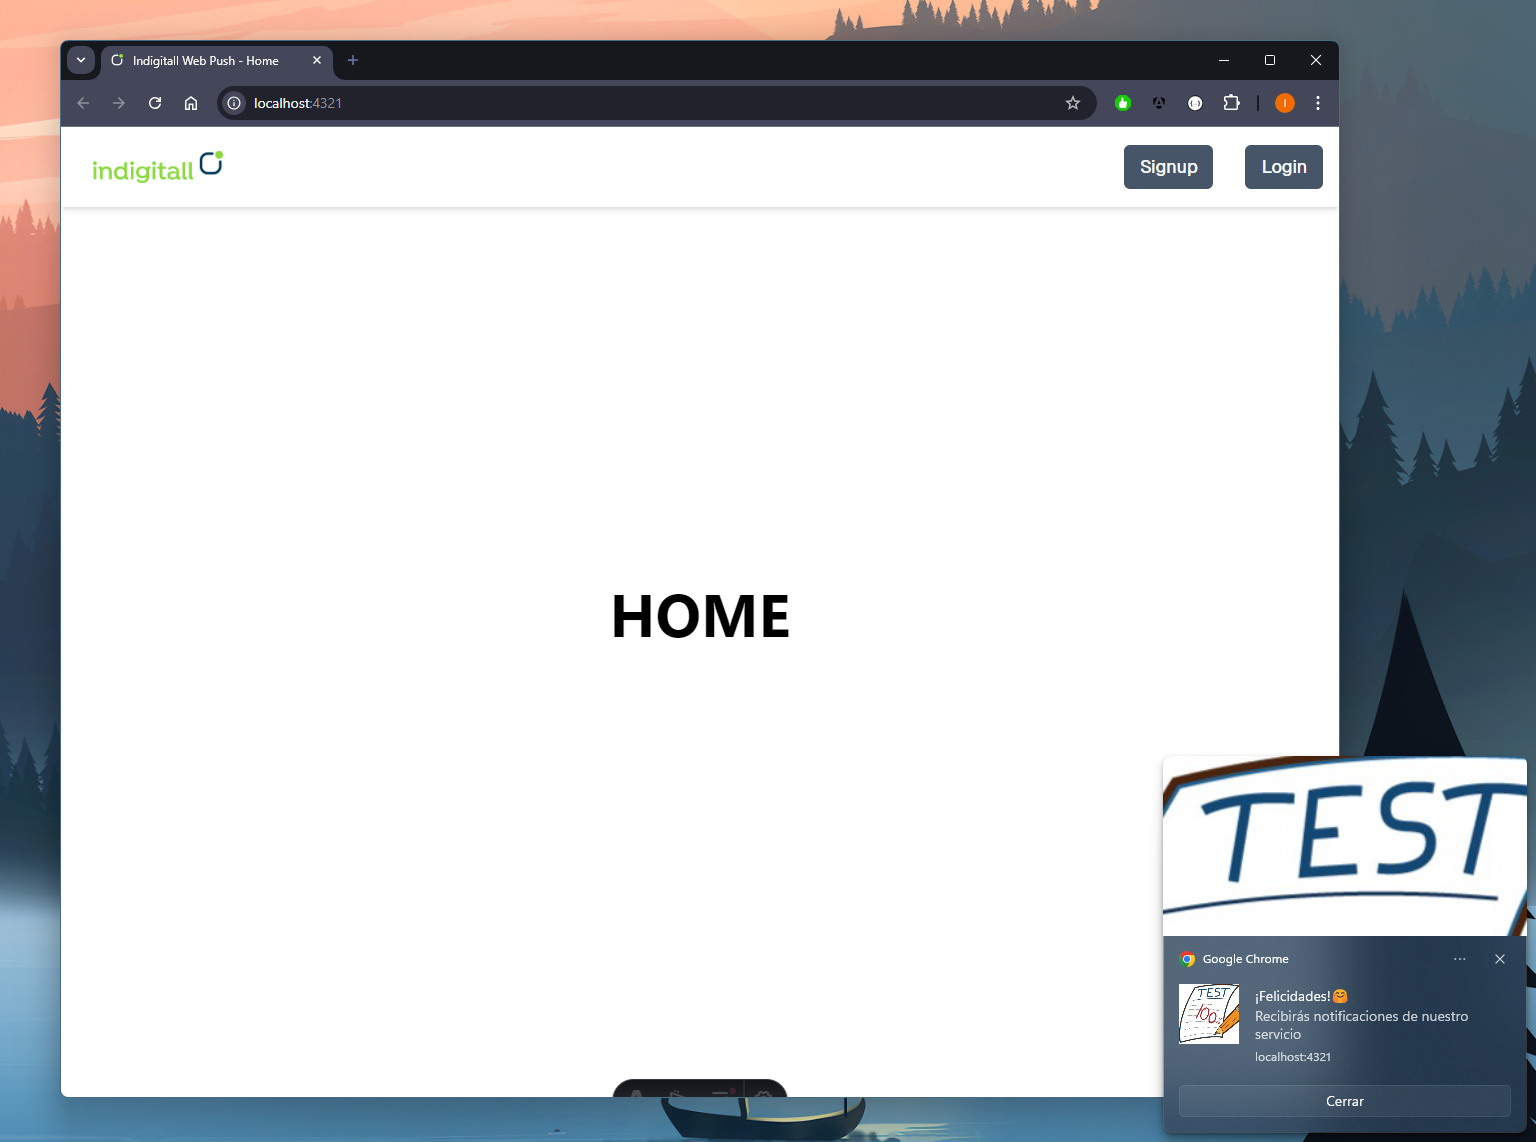 Indigitall Web Push - Home
localhost:4321
indigitall
Signup
Login
HOME
TEST
Google Chrome
TEST
100%
¡Felicidades!🤗
Recibirás notificaciones de nuestro
servicio
localhost:4321
Cerrar